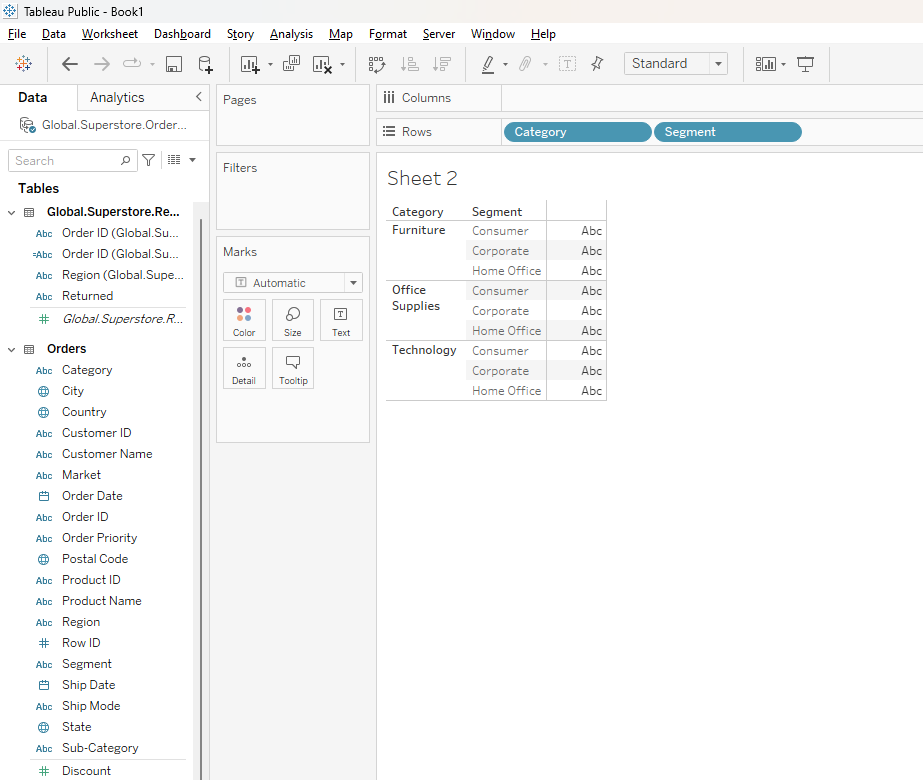 Tableau Public - Book1
File Data Worksheet Dashboard Story Analysis Map Format Server Window Help
Standard
Data Analytics
Global.Superstore.Order...
Search
Tables
Global.Superstore.Re...
Abc Order ID (Global.Su...
=Abc Order ID (Global.Su...
Abc Region (Global.Supe...
Abc Returned
# Global.Superstore.R...
Orders
Abc Category
City
Country
Abc Customer ID
Abc Customer Name
Abc Market
Order Date
Abc Order ID
Abc Order Priority
Postal Code
Abc Product ID
Abc Product Name
Abc Region
# Row ID
Abc Segment
Ship Date
Abc Ship Mode
State
Abc Sub-Category
# Discount
Pages
Filters
Marks
T Automatic
Color Size Text
Detail Tooltip
Columns
Rows Category Segment
Sheet 2
Category Segment
Furniture Consumer Abc
Corporate Abc
Home Office Abc
Office Supplies Consumer Abc
Corporate Abc
Home Office Abc
Technology Consumer Abc
Corporate Abc
Home Office Abc